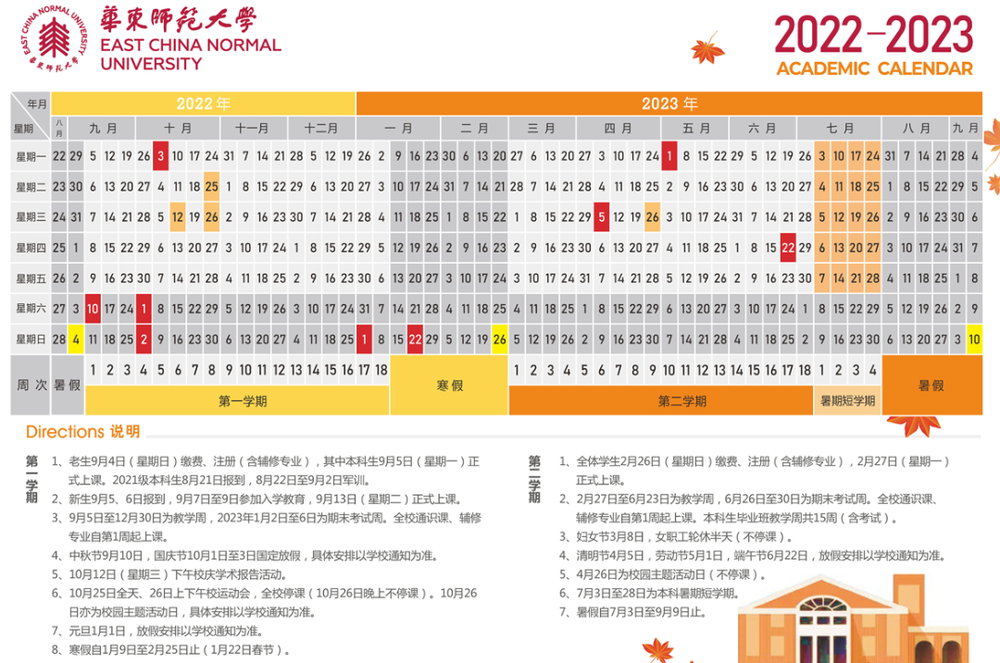 華東師範大學
EAST CHINA NORMAL
UNIVERSITY
EAST CHINA NORMAL UNIVERSITY
華東師範大學
2022-2023
ACADEMIC CALENDAR
年月 2022 年 2023 年
星期 八月 九 月 十 月 十一月 十二月 一 月 二 月 三 月 四 月 五 月 六 月 七 月 八 月 九 月
星期一 22 29 5 12 19 26 3 10 17 24 31 7 14 21 28 5 12 19 26 2 9 16 23 30 6 13 20 27 6 13 20 27 3 10 17 24 1 8 15 22 29 5 12 19 26 3 10 17 24 31 7 14 21 28 4
星期二 23 30 6 13 20 27 4 11 18 25 1 8 15 22 29 6 13 20 27 3 10 17 24 31 7 14 21 28 7 14 21 28 4 11 18 25 2 9 16 23 30 6 13 20 27 4 11 18 25 1 8 15 22 29 5
星期三 24 31 7 14 21 28 5 12 19 26 2 9 16 23 30 7 14 21 28 4 11 18 25 1 8 15 22 1 8 15 22 29 5 12 19 26 3 10 17 24 31 7 14 21 28 5 12 19 26 2 9 16 23 30 6
星期四 25 1 8 15 22 29 6 13 20 27 3 10 17 24 1 8 15 22 29 5 12 19 26 2 9 16 23 2 9 16 23 30 6 13 20 27 4 11 18 25 1 8 15 22 29 6 13 20 27 3 10 17 24 31 7
星期五 26 2 9 16 23 30 7 14 21 28 4 11 18 25 2 9 16 23 30 6 13 20 27 3 10 17 24 3 10 17 24 31 7 14 21 28 5 12 19 26 2 9 16 23 30 7 14 21 28 4 11 18 25 1 8
星期六 27 3 10 17 24 1 8 15 22 29 5 12 19 26 3 10 17 24 31 7 14 21 28 4 11 18 25 4 11 18 25 1 8 15 22 29 6 13 20 27 3 10 17 24 1 8 15 22 29 5 12 19 26 2 9
星期日 28 4 11 18 25 2 9 16 23 30 6 13 20 27 4 11 18 25 1 8 15 22 29 5 12 19 26 5 12 19 26 2 9 16 23 30 7 14 21 28 4 11 18 25 2 9 16 23 30 6 13 20 27 3 10
周 次 暑 假 1 2 3 4 5 6 7 8 9 10 11 12 13 14 15 16 17 18 寒 假 1 2 3 4 5 6 7 8 9 10 11 12 13 14 15 16 17 18 1 2 3 4 暑 假
第一学期 第二学期 暑期短学期
Directions 说明
第一学期
1、老生9月4日（星期日）缴费、注册（含辅修专业），其中本科生9月5日（星期一）正
式上课。2021级本科生8月21日报到，8月22日至9月2日军训。
2、新生9月5、6日报到，9月7日至9日参加入学教育，9月13日（星期二）正式上课。
3、9月5日至12月30日为教学周，2023年1月2日至6日为期末考试周。全校通识课、辅修
专业自第1周起上课。
4、中秋节9月10日，国庆节10月1日至3日国定放假，具体安排以学校通知为准。
5、10月12日（星期三）下午校庆学术报告活动。
6、10月25日全天、26日上下午校运动会，全校停课（10月26日晚上不停课）。10月26
日亦为校园主题活动日，具体安排以学校通知为准。
7、元旦1月1日，放假安排以学校通知为准。
8、寒假自1月9日至2月25日止（1月22日春节）。
第二学期
1、全体学生2月26日（星期日）缴费、注册（含辅修专业），2月27日（星期一）
正式上课。
2、2月27日至6月23日为教学周，6月26日至30日为期末考试周。全校通识课、
辅修专业自第1周起上课。本科生毕业班教学周共15周（含考试）。
3、妇女节3月8日，女职工轮休半天（不停课）。
4、清明节4月5日，劳动节5月1日，端午节6月22日，放假安排以学校通知为准。
5、4月26日为校园主题活动日（不停课）。
6、7月3日至28日为本科暑期短学期。
7、暑假自7月3日至9月9日止。